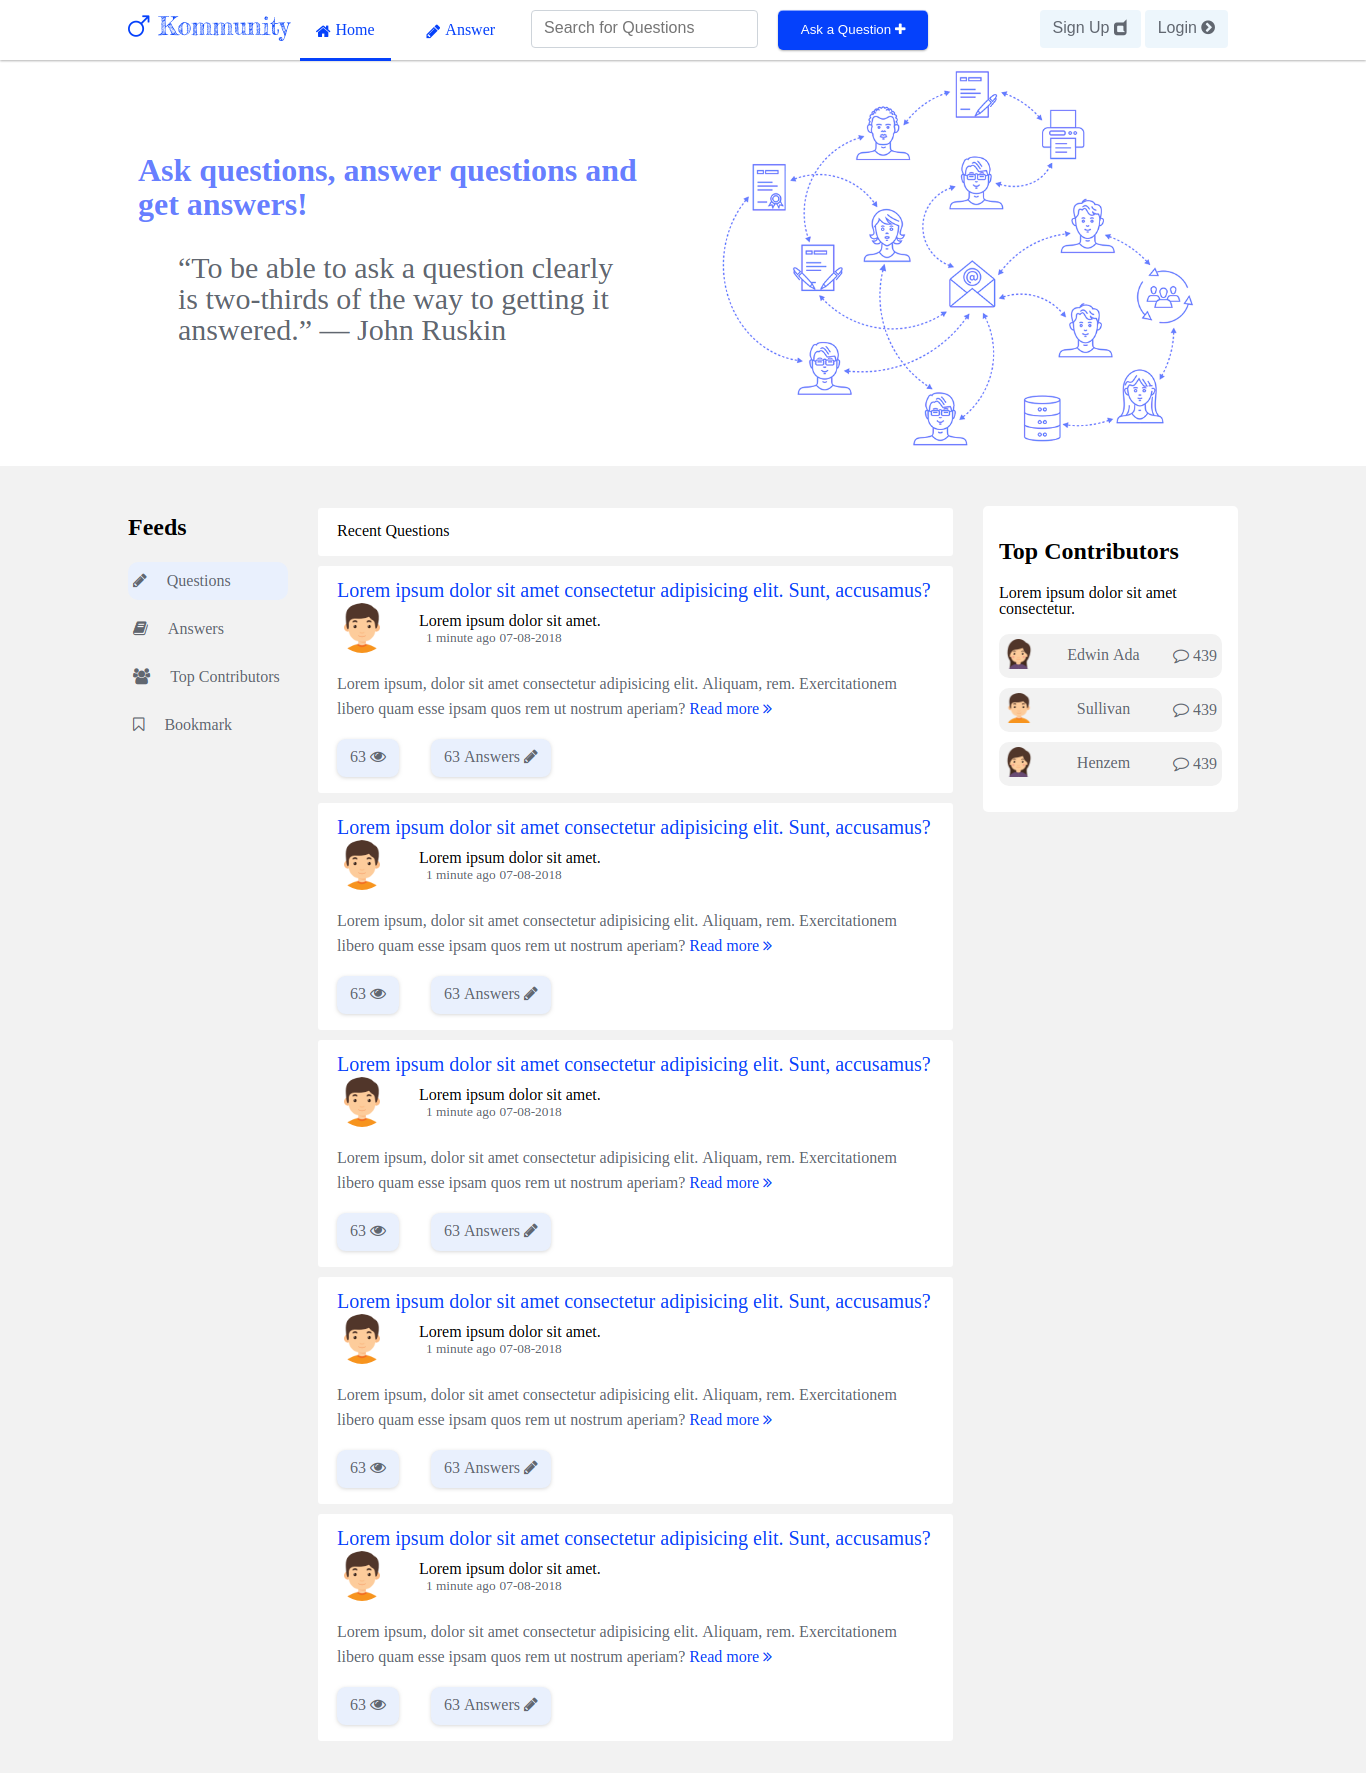 Kommunity
Home
Answer
Search for Questions
Ask a Question
Sign Up
Login
Ask questions, answer questions and
get answers!
“To be able to ask a question clearly
is two-thirds of the way to getting it
answered.” — John Ruskin
Feeds
Questions
Answers
Top Contributors
Bookmark
Recent Questions
Lorem ipsum dolor sit amet consectetur adipisicing elit. Sunt, accusamus?
Lorem ipsum dolor sit amet.
1 minute ago 07-08-2018
Lorem ipsum, dolor sit amet consectetur adipisicing elit. Aliquam, rem. Exercitationem
libero quam esse ipsam quos rem ut nostrum aperiam? Read more
63
63 Answers
Lorem ipsum dolor sit amet consectetur adipisicing elit. Sunt, accusamus?
Lorem ipsum dolor sit amet.
1 minute ago 07-08-2018
Lorem ipsum, dolor sit amet consectetur adipisicing elit. Aliquam, rem. Exercitationem
libero quam esse ipsam quos rem ut nostrum aperiam? Read more
63
63 Answers
Lorem ipsum dolor sit amet consectetur adipisicing elit. Sunt, accusamus?
Lorem ipsum dolor sit amet.
1 minute ago 07-08-2018
Lorem ipsum, dolor sit amet consectetur adipisicing elit. Aliquam, rem. Exercitationem
libero quam esse ipsam quos rem ut nostrum aperiam? Read more
63
63 Answers
Lorem ipsum dolor sit amet consectetur adipisicing elit. Sunt, accusamus?
Lorem ipsum dolor sit amet.
1 minute ago 07-08-2018
Lorem ipsum, dolor sit amet consectetur adipisicing elit. Aliquam, rem. Exercitationem
libero quam esse ipsam quos rem ut nostrum aperiam? Read more
63
63 Answers
Lorem ipsum dolor sit amet consectetur adipisicing elit. Sunt, accusamus?
Lorem ipsum dolor sit amet.
1 minute ago 07-08-2018
Lorem ipsum, dolor sit amet consectetur adipisicing elit. Aliquam, rem. Exercitationem
libero quam esse ipsam quos rem ut nostrum aperiam? Read more
63
63 Answers
Top Contributors
Lorem ipsum dolor sit amet
consectetur.
Edwin Ada
439
Sullivan
439
Henzem
439